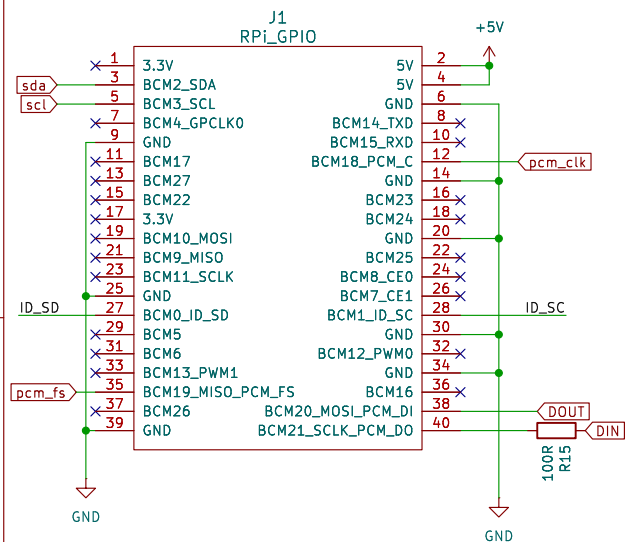 J1
RPi_GPIO
+5V
1 3.3V 5V 2
sda 3 BCM2_SDA 5V 4
scl 5 BCM3_SCL GND 6
7 BCM4_GPCLK0 BCM14_TXD 8
9 GND BCM15_RXD 10
11 BCM17 BCM18_PCM_C 12 pcm_clk
13 BCM27 GND 14
15 BCM22 BCM23 16
17 3.3V BCM24 18
19 BCM10_MOSI GND 20
21 BCM9_MISO BCM25 22
23 BCM11_SCLK BCM8_CE0 24
25 GND BCM7_CE1 26
ID_SD 27 BCM0_ID_SD BCM1_ID_SC 28 ID_SC
29 BCM5 GND 30
31 BCM6 BCM12_PWM0 32
33 BCM13_PWM1 GND 34
pcm_fs 35 BCM19_MISO_PCM_FS BCM16 36
37 BCM26 BCM20_MOSI_PCM_DI 38 DOUT
39 GND BCM21_SCLK_PCM_DO 40 DIN
100R
R15
GND
GND